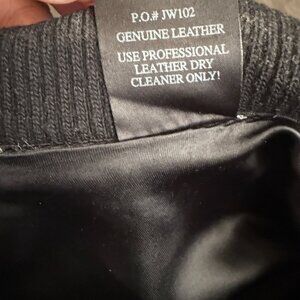 P.O.# JW102
GENUINE LEATHER
USE PROFESSIONAL
LEATHER DRY
CLEANER ONLY!